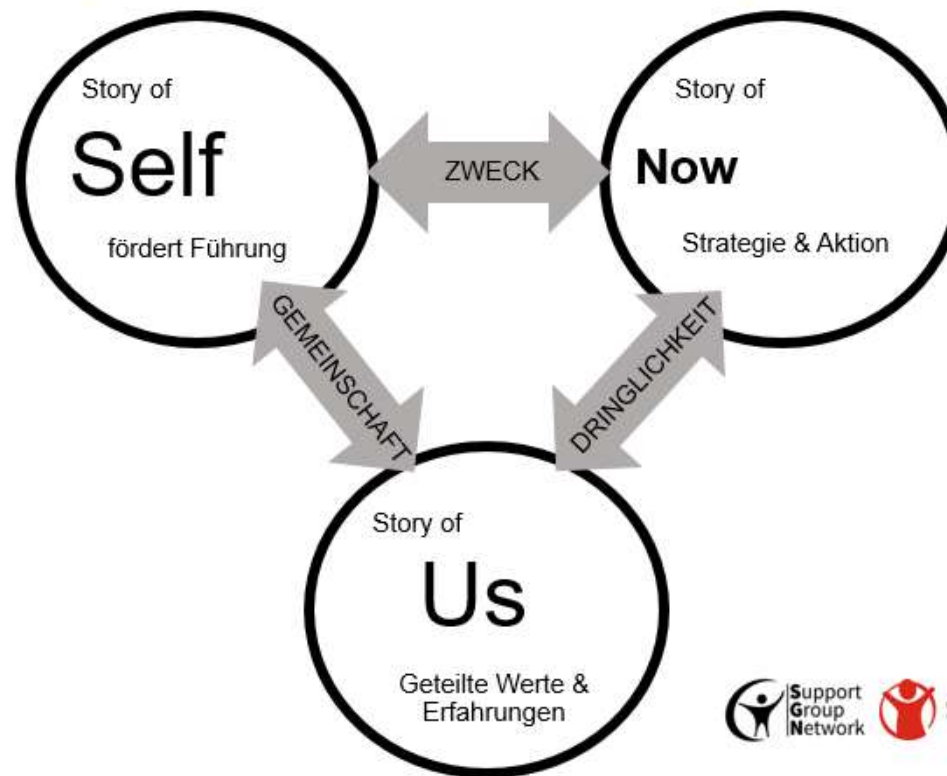 Story of
Self
fördert Führung
ZWECK
Story of
Now
Strategie & Aktion
GEMEINSCHAFT
DRINGLICHKEIT
Story of
Us
Geteilte Werte &
Erfahrungen
Support
Group
Network